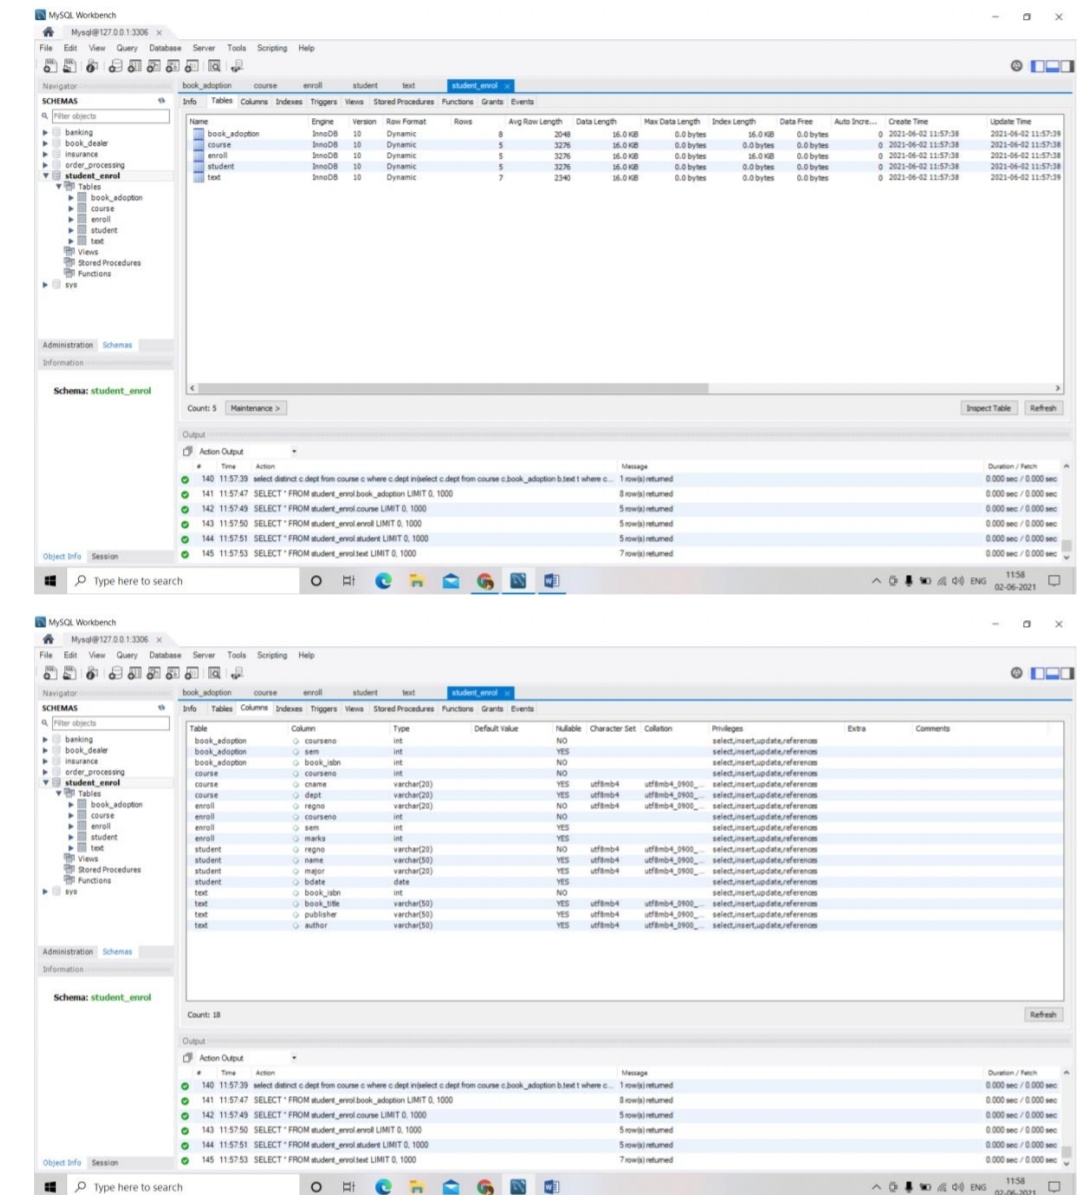 MySQL Workbench
Mysql@127.0.0.1:3306 ×
File Edit View Query Database Server Tools Scripting Help
Navigator book_adoption course enroll student text student_enrol ×
SCHEMAS Info Tables Columns Indexes Triggers Views Stored Procedures Functions Grants Events
Filter objects
Name Engine Version Row Format Rows Avg Row Length Data Length Max Data Length Index Length Data Free Auto Incre... Create Time Update Time
banking book_adoption InnoDB 10 Dynamic 8 2048 16.0 KiB 0.0 bytes 16.0 KiB 0.0 bytes 0 2021-06-02 11:57:38 2021-06-02 11:57:39
book_dealer course InnoDB 10 Dynamic 5 3276 16.0 KiB 0.0 bytes 0.0 bytes 0.0 bytes 0 2021-06-02 11:57:38 2021-06-02 11:57:38
insurance enroll InnoDB 10 Dynamic 5 3276 16.0 KiB 0.0 bytes 16.0 KiB 0.0 bytes 0 2021-06-02 11:57:38 2021-06-02 11:57:38
order_processing student InnoDB 10 Dynamic 5 3276 16.0 KiB 0.0 bytes 0.0 bytes 0.0 bytes 0 2021-06-02 11:57:38 2021-06-02 11:57:38
student_enrol text InnoDB 10 Dynamic 7 2340 16.0 KiB 0.0 bytes 0.0 bytes 0.0 bytes 0 2021-06-02 11:57:38 2021-06-02 11:57:39
Tables
book_adoption
course
enroll
student
text
Views
Stored Procedures
Functions
sys
Administration Schemas
Information
Schema: student_enrol
Count: 5 Maintenance > Inspect Table Refresh
Output
Action Output
# Time Action Message Duration / Fetch
140 11:57:39 select distinct c.dept from course c where c.dept in(select c.dept from course c,book_adoption b,text t where c... 1 row(s) returned 0.000 sec / 0.000 sec
141 11:57:47 SELECT * FROM student_enrol.book_adoption LIMIT 0, 1000 8 row(s) returned 0.000 sec / 0.000 sec
142 11:57:49 SELECT * FROM student_enrol.course LIMIT 0, 1000 5 row(s) returned 0.000 sec / 0.000 sec
143 11:57:50 SELECT * FROM student_enrol.enroll LIMIT 0, 1000 5 row(s) returned 0.000 sec / 0.000 sec
144 11:57:51 SELECT * FROM student_enrol.student LIMIT 0, 1000 5 row(s) returned 0.000 sec / 0.000 sec
145 11:57:53 SELECT * FROM student_enrol.text LIMIT 0, 1000 7 row(s) returned 0.000 sec / 0.000 sec
Object Info Session
Type here to search ENG 11:58
02-06-2021
MySQL Workbench
Mysql@127.0.0.1:3306 ×
File Edit View Query Database Server Tools Scripting Help
Navigator book_adoption course enroll student text student_enrol ×
SCHEMAS Info Tables Columns Indexes Triggers Views Stored Procedures Functions Grants Events
Filter objects
Table Column Type Default Value Nullable Character Set Collation Privileges Extra Comments
banking book_adoption courseno int NO select,insert,update,references
book_dealer book_adoption sem int YES select,insert,update,references
insurance book_adoption book_isbn int NO select,insert,update,references
order_processing course courseno int NO select,insert,update,references
student_enrol course cname varchar(20) YES utf8mb4 utf8mb4_0900_... select,insert,update,references
Tables course dept varchar(20) YES utf8mb4 utf8mb4_0900_... select,insert,update,references
book_adoption enroll regno varchar(20) NO utf8mb4 utf8mb4_0900_... select,insert,update,references
course enroll courseno int NO select,insert,update,references
enroll enroll sem int YES select,insert,update,references
student enroll marks int YES select,insert,update,references
text student regno varchar(20) NO utf8mb4 utf8mb4_0900_... select,insert,update,references
Views student name varchar(50) YES utf8mb4 utf8mb4_0900_... select,insert,update,references
Stored Procedures student major varchar(20) YES utf8mb4 utf8mb4_0900_... select,insert,update,references
Functions student bdate date YES select,insert,update,references
sys text book_isbn int NO select,insert,update,references
text book_title varchar(50) YES utf8mb4 utf8mb4_0900_... select,insert,update,references
text publisher varchar(50) YES utf8mb4 utf8mb4_0900_... select,insert,update,references
text author varchar(50) YES utf8mb4 utf8mb4_0900_... select,insert,update,references
Administration Schemas
Information
Schema: student_enrol
Count: 18 Refresh
Output
Action Output
# Time Action Message Duration / Fetch
140 11:57:39 select distinct c.dept from course c where c.dept in(select c.dept from course c,book_adoption b,text t where c... 1 row(s) returned 0.000 sec / 0.000 sec
141 11:57:47 SELECT * FROM student_enrol.book_adoption LIMIT 0, 1000 8 row(s) returned 0.000 sec / 0.000 sec
142 11:57:49 SELECT * FROM student_enrol.course LIMIT 0, 1000 5 row(s) returned 0.000 sec / 0.000 sec
143 11:57:50 SELECT * FROM student_enrol.enroll LIMIT 0, 1000 5 row(s) returned 0.000 sec / 0.000 sec
144 11:57:51 SELECT * FROM student_enrol.student LIMIT 0, 1000 5 row(s) returned 0.000 sec / 0.000 sec
145 11:57:53 SELECT * FROM student_enrol.text LIMIT 0, 1000 7 row(s) returned 0.000 sec / 0.000 sec
Object Info Session
Type here to search ENG 11:58
02-06-2021